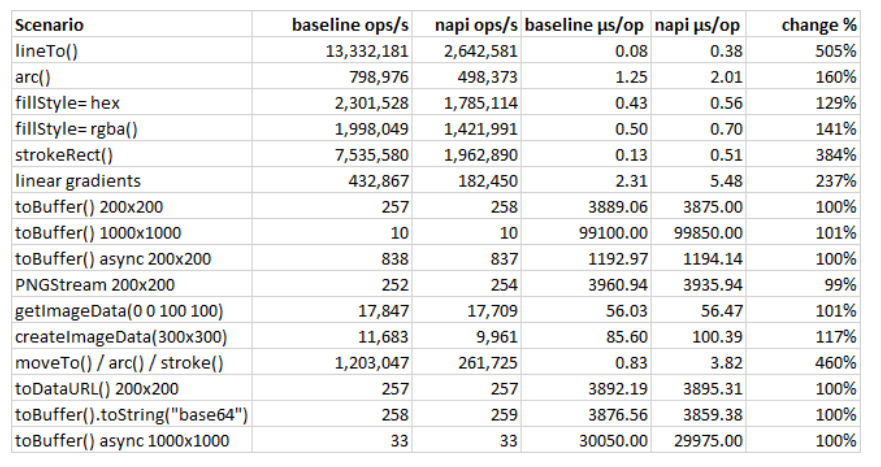 Scenario baseline ops/s napi ops/s baseline µs/op napi µs/op change %
lineTo() 13,332,181 2,642,581 0.08 0.38 505%
arc() 798,976 498,373 1.25 2.01 160%
fillStyle= hex 2,301,528 1,785,114 0.43 0.56 129%
fillStyle= rgba() 1,998,049 1,421,991 0.50 0.70 141%
strokeRect() 7,535,580 1,962,890 0.13 0.51 384%
linear gradients 432,867 182,450 2.31 5.48 237%
toBuffer() 200x200 257 258 3889.06 3875.00 100%
toBuffer() 1000x1000 10 10 99100.00 99850.00 101%
toBuffer() async 200x200 838 837 1192.97 1194.14 100%
PNGStream 200x200 252 254 3960.94 3935.94 99%
getImageData(0 0 100 100) 17,847 17,709 56.03 56.47 101%
createImageData(300x300) 11,683 9,961 85.60 100.39 117%
moveTo() / arc() / stroke() 1,203,047 261,725 0.83 3.82 460%
toDataURL() 200x200 257 257 3892.19 3895.31 100%
toBuffer().toString("base64") 258 259 3876.56 3859.38 100%
toBuffer() async 1000x1000 33 33 30050.00 29975.00 100%